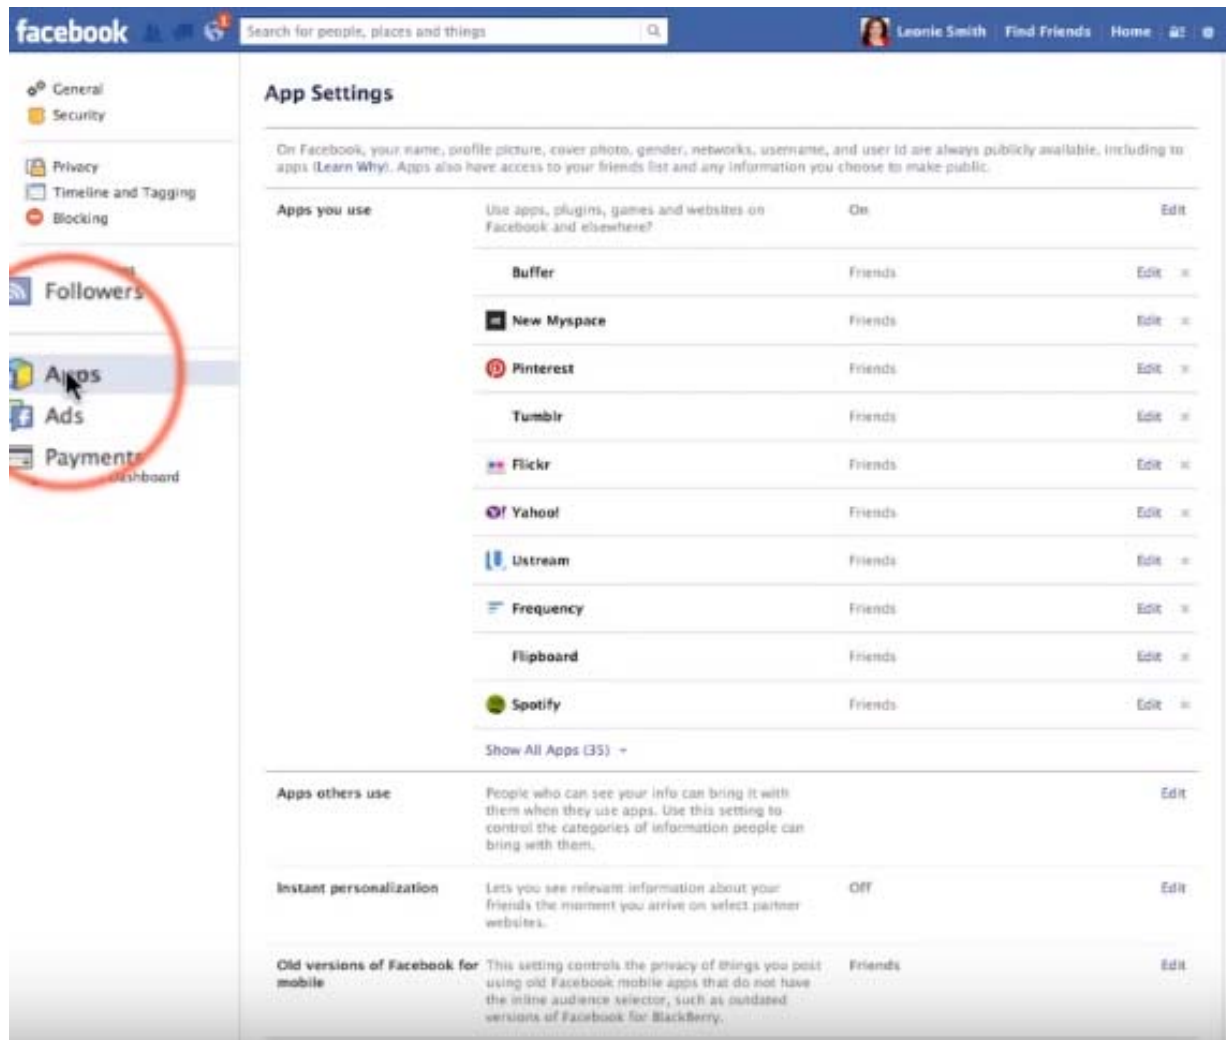 facebook
1
Search for people, places and things
Leonie Smith Find Friends Home
General
Security
Privacy
Timeline and Tagging
Blocking
Followers
Apps
Ads
Payments
App Settings
On Facebook, your name, profile picture, cover photo, gender, networks, username, and user id are always publicly available, including to
apps (Learn Why). Apps also have access to your friends list and any information you choose to make public.
Apps you use Use apps, plugins, games and websites on On Edit
Facebook and elsewhere?
Buffer Friends Edit ×
New Myspace Friends Edit ×
Pinterest Friends Edit ×
Tumblr Friends Edit ×
Flickr Friends Edit ×
Yahoo! Friends Edit ×
Ustream Friends Edit ×
Frequency Friends Edit ×
Flipboard Friends Edit ×
Spotify Friends Edit ×
Show All Apps (35)
Apps others use People who can see your info can bring it with Edit
them when they use apps. Use this setting to
control the categories of information people can
bring with them.
Instant personalization Lets you see relevant information about your Off Edit
friends the moment you arrive on select partner
websites.
Old versions of Facebook for This setting controls the privacy of things you post Friends Edit
mobile using old Facebook mobile apps that do not have
the inline audience selector, such as outdated
versions of Facebook for BlackBerry.